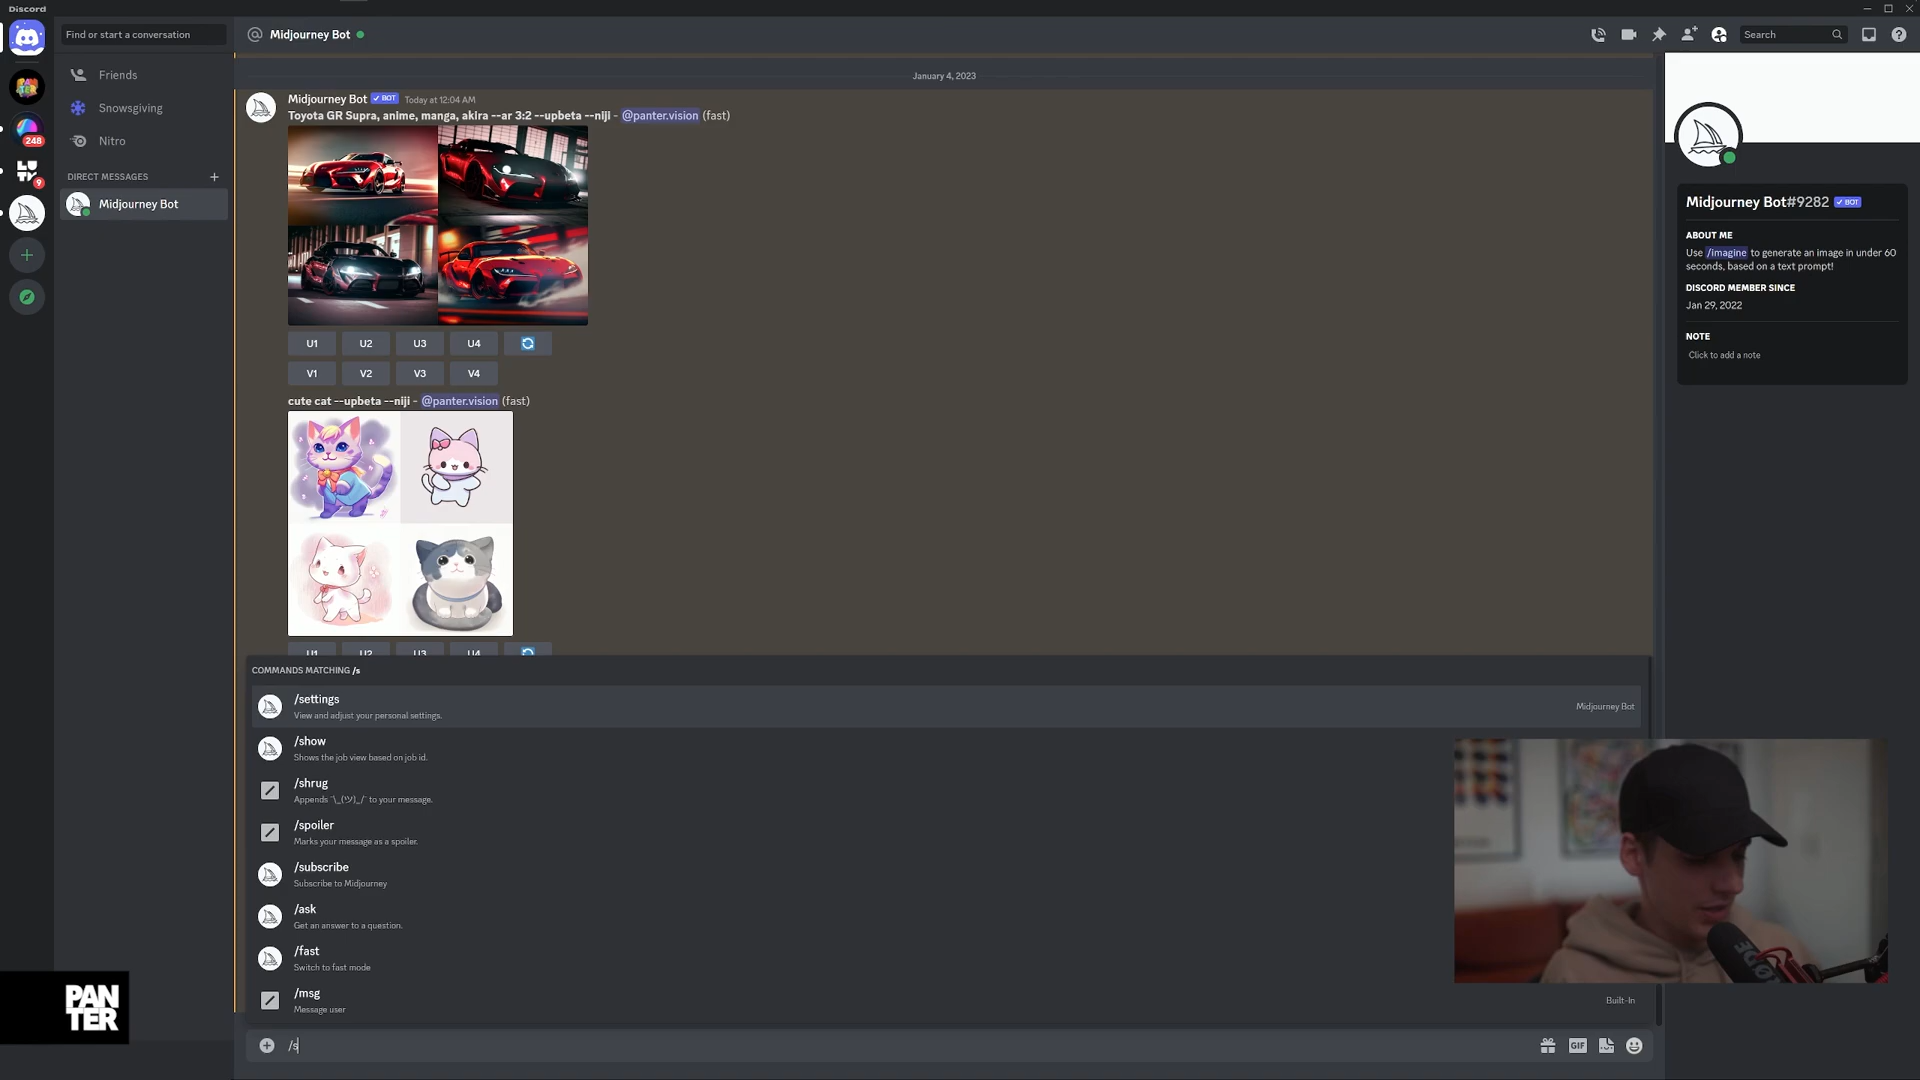 Discord
Find or start a conversation
Midjourney Bot
Search
Friends
Snowsgiving
Nitro
DIRECT MESSAGES
Midjourney Bot
248
9
January 4, 2023
Midjourney Bot ✓ BOT Today at 12:04 AM
Toyota GR Supra, anime, manga, akira --ar 3:2 --upbeta --niji - @panter.vision (fast)
U1 U2 U3 U4
V1 V2 V3 V4
cute cat --upbeta --niji - @panter.vision (fast)
U1 U2 U3 U4
COMMANDS MATCHING /s
/settings
View and adjust your personal settings.
Midjourney Bot
/show
Shows the job view based on job id.
/shrug
Appends ¯\_(ツ)_/¯ to your message.
/spoiler
Marks your message as a spoiler.
/subscribe
Subscribe to Midjourney
/ask
Get an answer to a question.
/fast
Switch to fast mode
/msg
Message user
Built-In
/s
GIF
Midjourney Bot#9282 ✓ BOT
ABOUT ME
Use /imagine to generate an image in under 60
seconds, based on a text prompt!
DISCORD MEMBER SINCE
Jan 29, 2022
NOTE
Click to add a note
PAN
TER